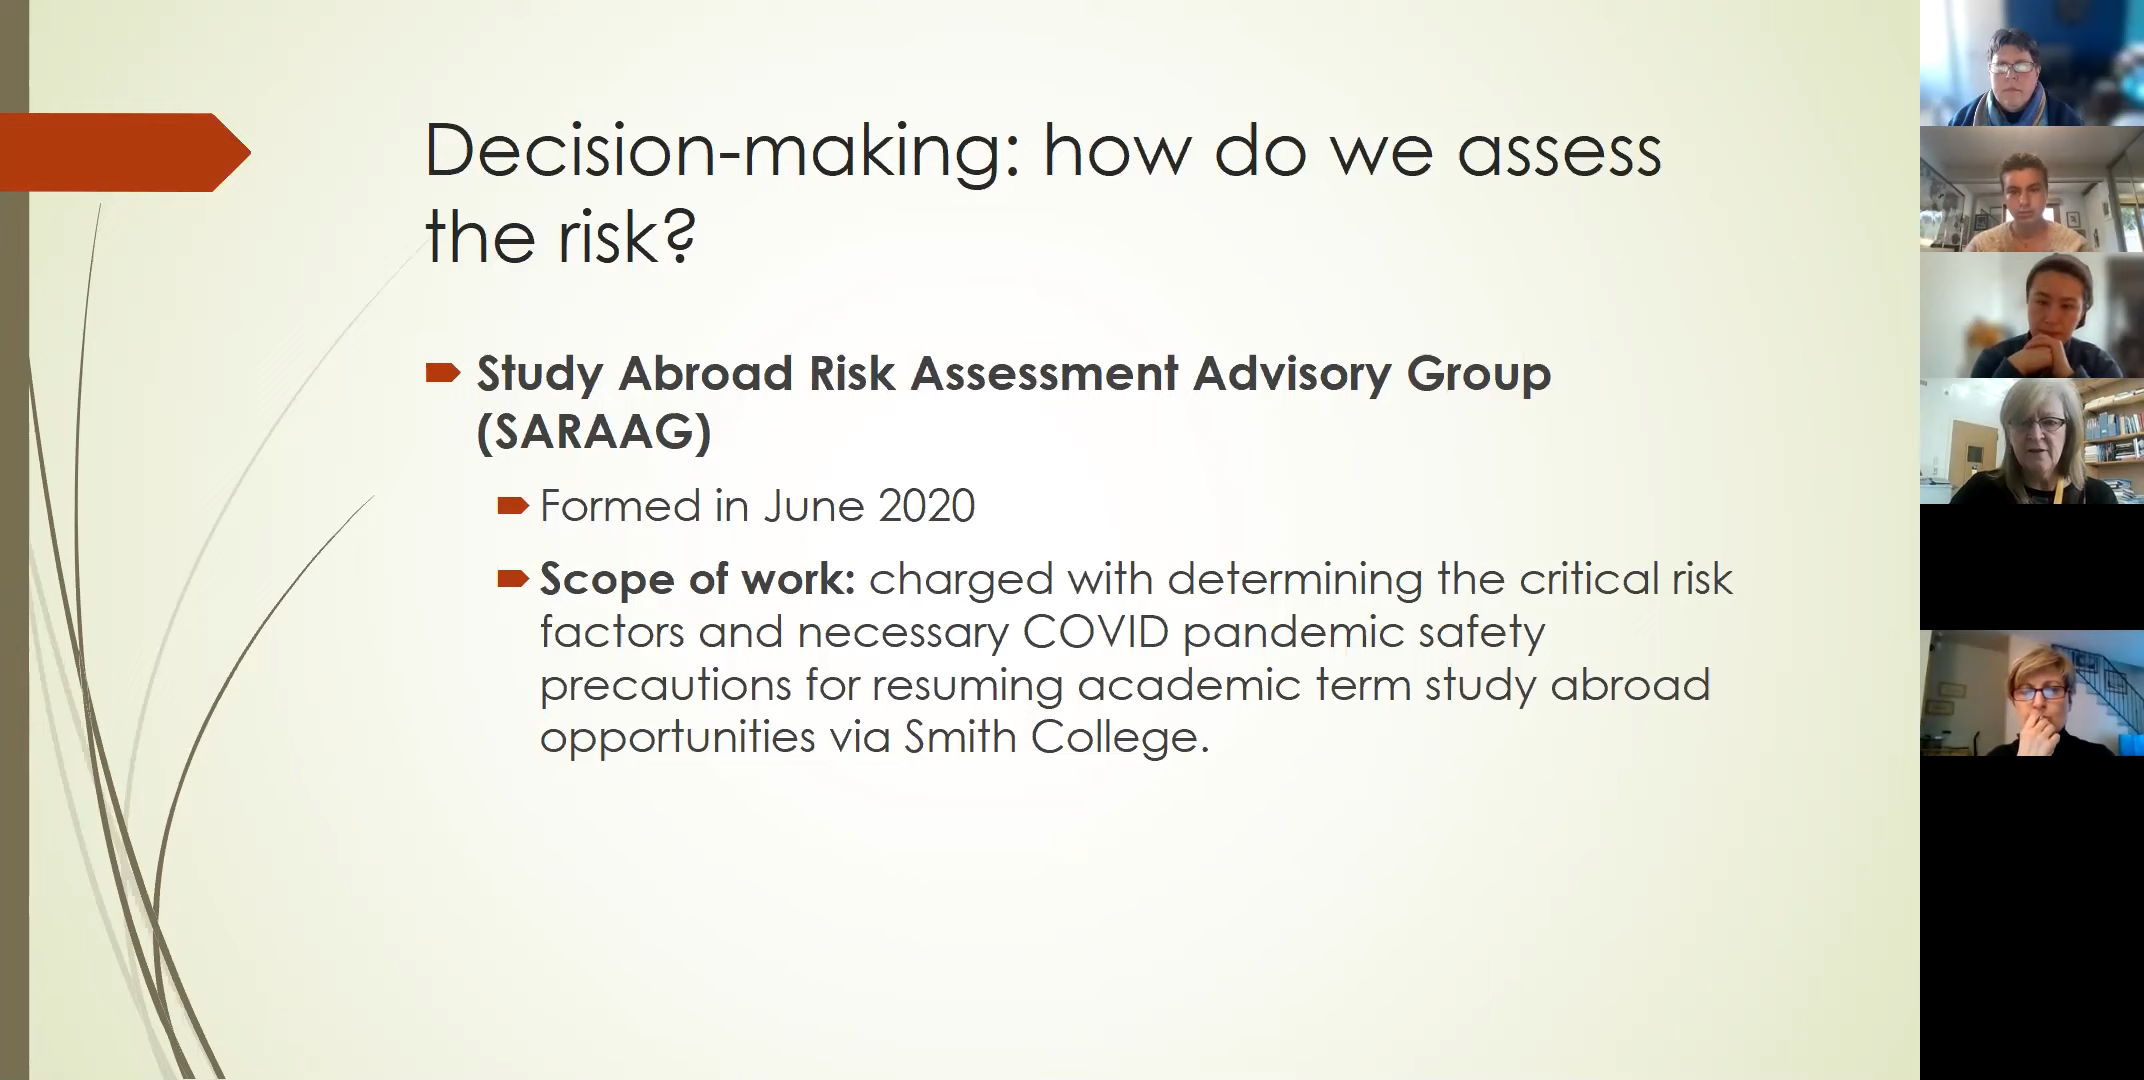 Decision-making: how do we assess
the risk?
Study Abroad Risk Assessment Advisory Group
(SARAAG)
Formed in June 2020
Scope of work: charged with determining the critical risk
factors and necessary COVID pandemic safety
precautions for resuming academic term study abroad
opportunities via Smith College.